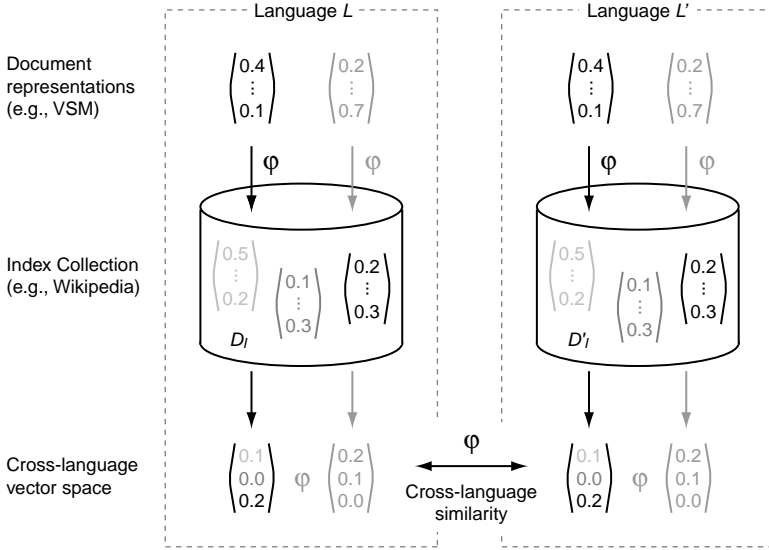 Language L
Language L'
Document
representations
(e.g., VSM)
0.4
⋮
0.1
0.2
⋮
0.7
0.4
⋮
0.1
0.2
⋮
0.7
φ
φ
φ
φ
Index Collection
(e.g., Wikipedia)
0.5
⋮
0.2
0.1
⋮
0.3
0.2
⋮
0.3
D_I
0.5
⋮
0.2
0.1
⋮
0.3
0.2
⋮
0.3
D'_I
Cross-language
vector space
0.1
0.0
0.2
φ
0.2
0.1
0.0
φ
Cross-language
similarity
0.1
0.0
0.2
φ
0.2
0.1
0.0